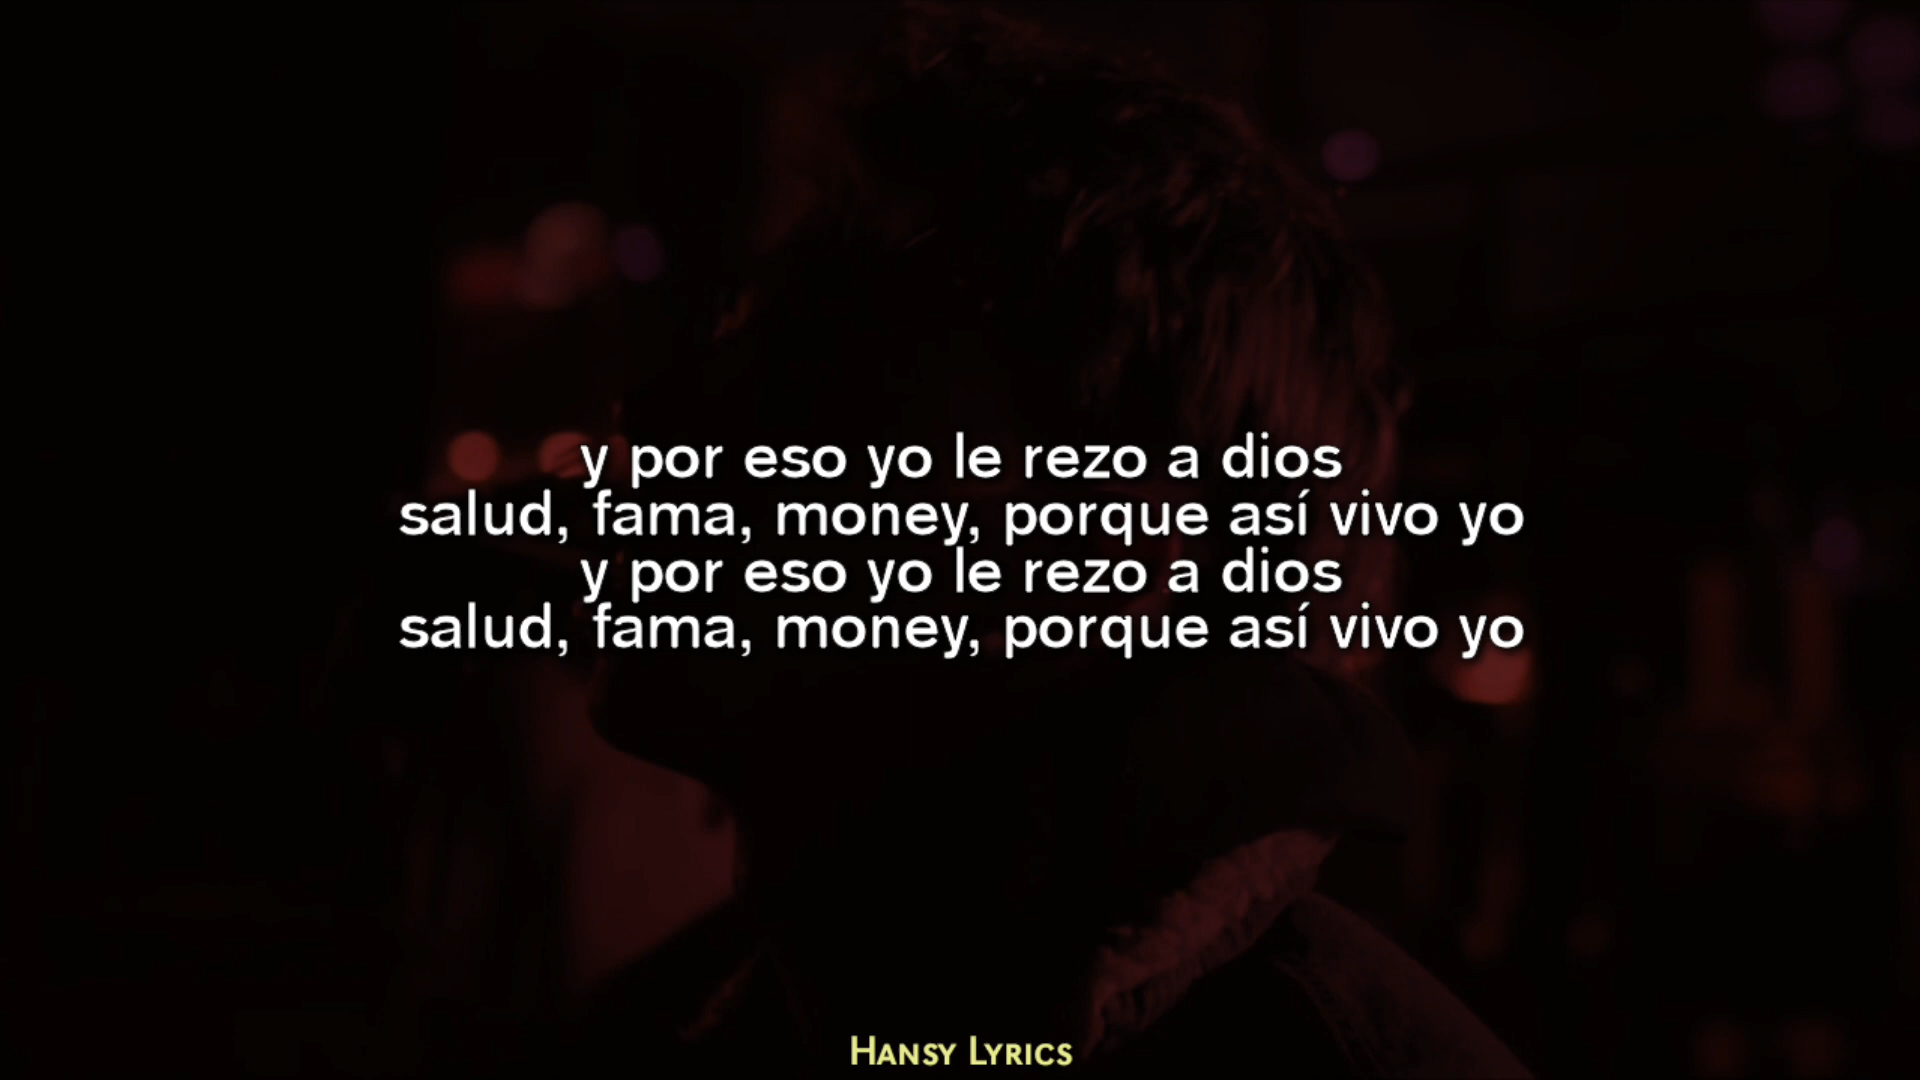 y por eso yo le rezo a dios
salud, fama, money, porque así vivo yo
y por eso yo le rezo a dios
salud, fama, money, porque así vivo yo
Hansy Lyrics